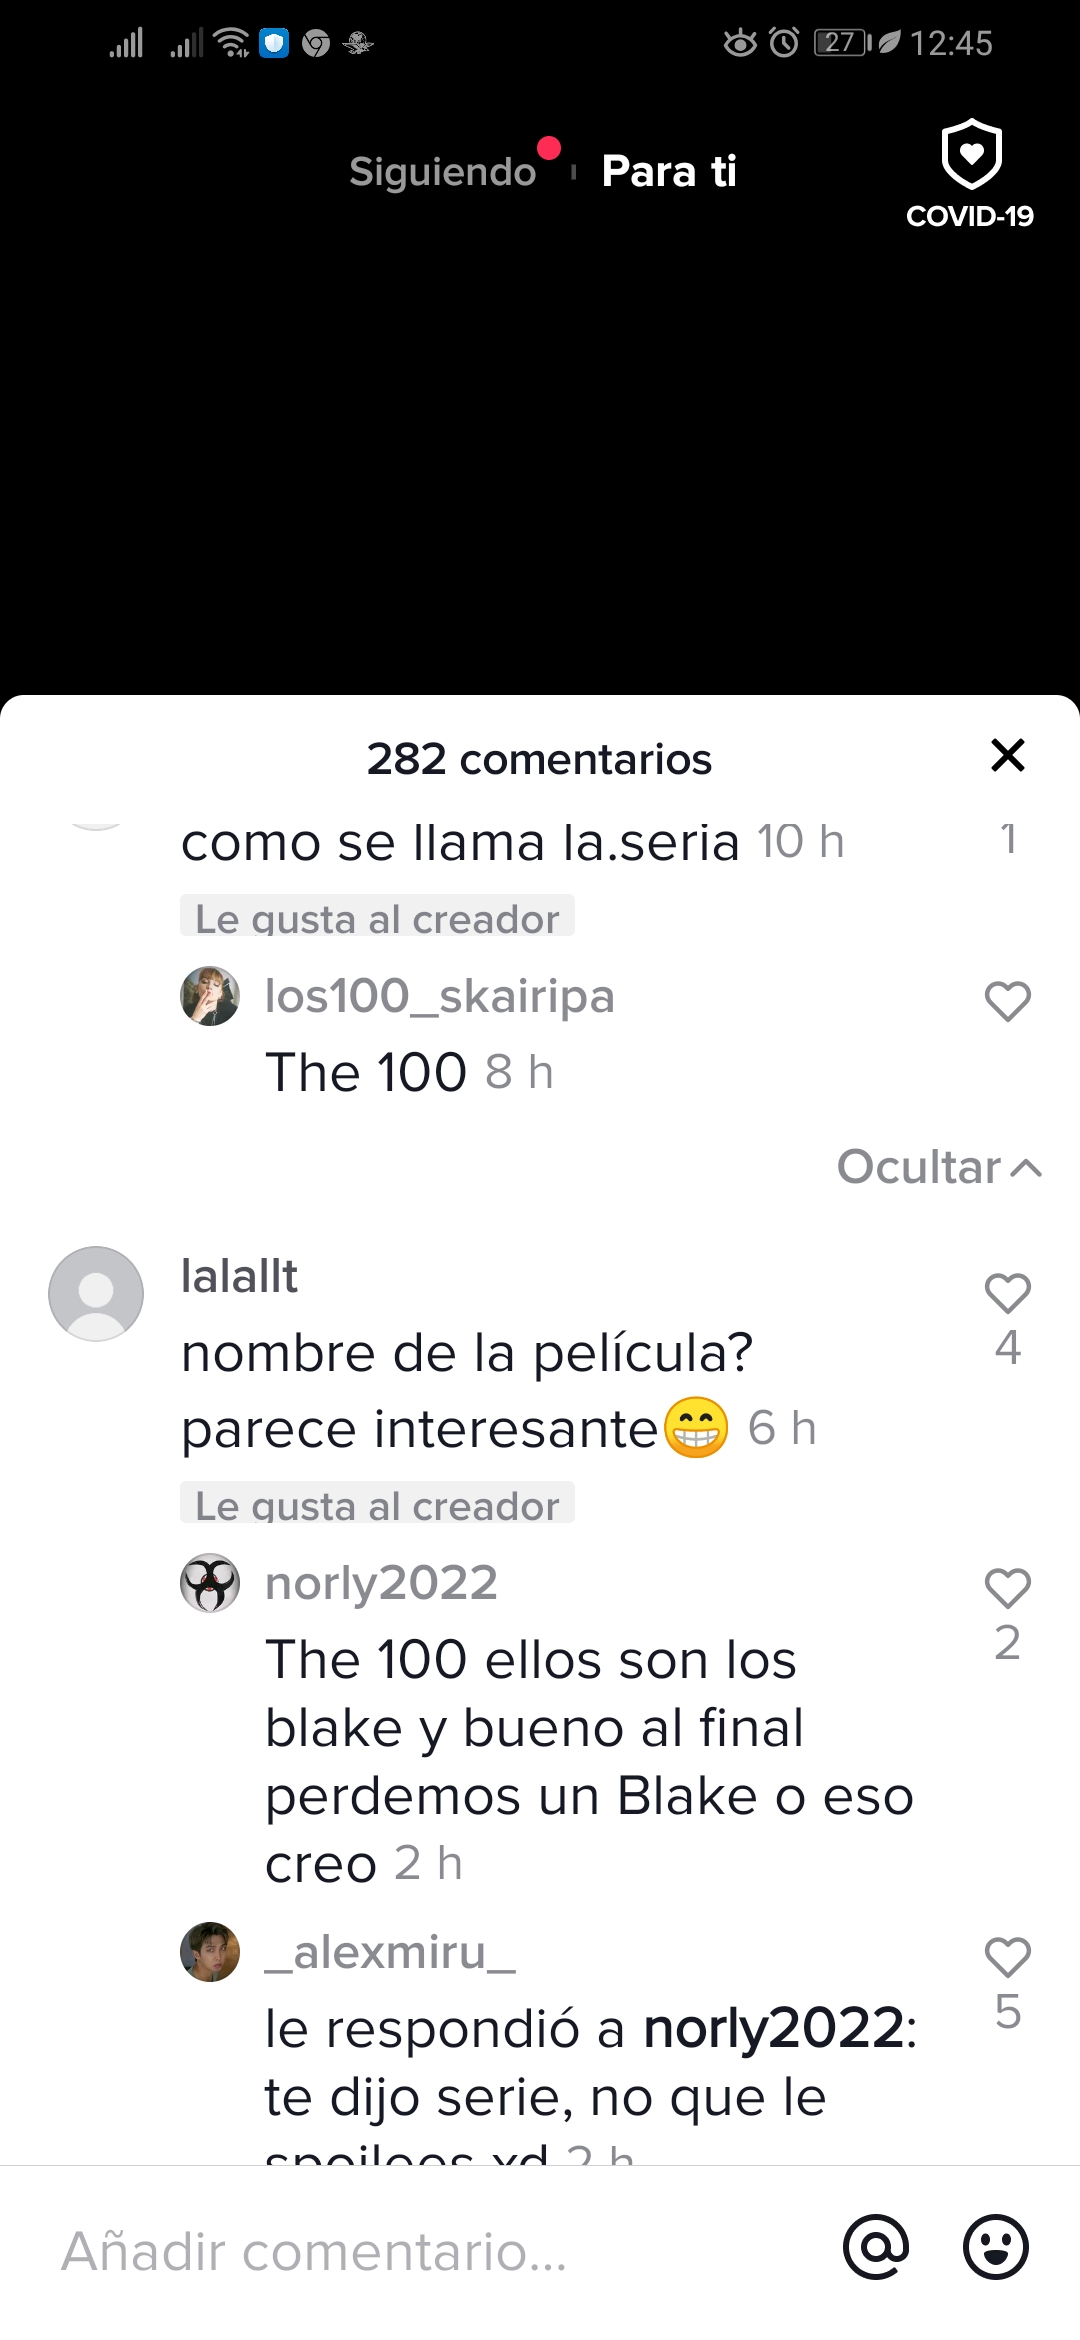 27 12:45
Siguiendo Para ti
COVID-19
282 comentarios
como se llama la.seria 10 h 1
Le gusta al creador
los100_skairipa
The 100 8 h
Ocultar
lalallt
nombre de la película? 4
parece interesante😁 6 h
Le gusta al creador
norly2022
The 100 ellos son los 2
blake y bueno al final
perdemos un Blake o eso
creo 2 h
_alexmiru_
le respondió a norly2022: 5
te dijo serie, no que le
spoilees xd 2 h
Añadir comentario...